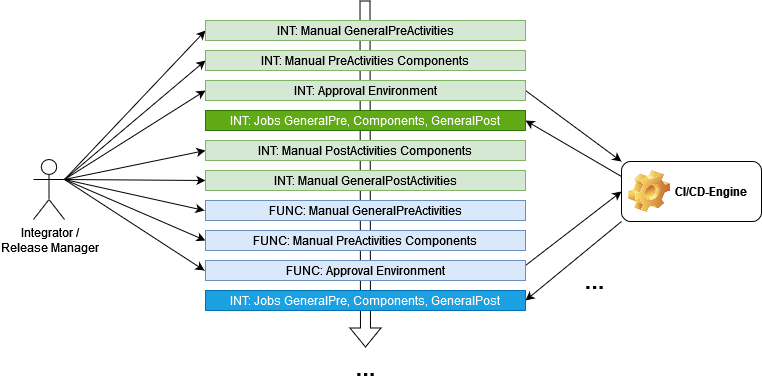 INT: Manual GeneralPreActivities
INT: Manual PreActivities Components
INT: Approval Environment
INT: Jobs GeneralPre, Components, GeneralPost
INT: Manual PostActivities Components
INT: Manual GeneralPostActivities
FUNC: Manual GeneralPreActivities
FUNC: Manual PreActivities Components
FUNC: Approval Environment
INT: Jobs GeneralPre, Components, GeneralPost
...
Integrator /
Release Manager
CI/CD-Engine
...